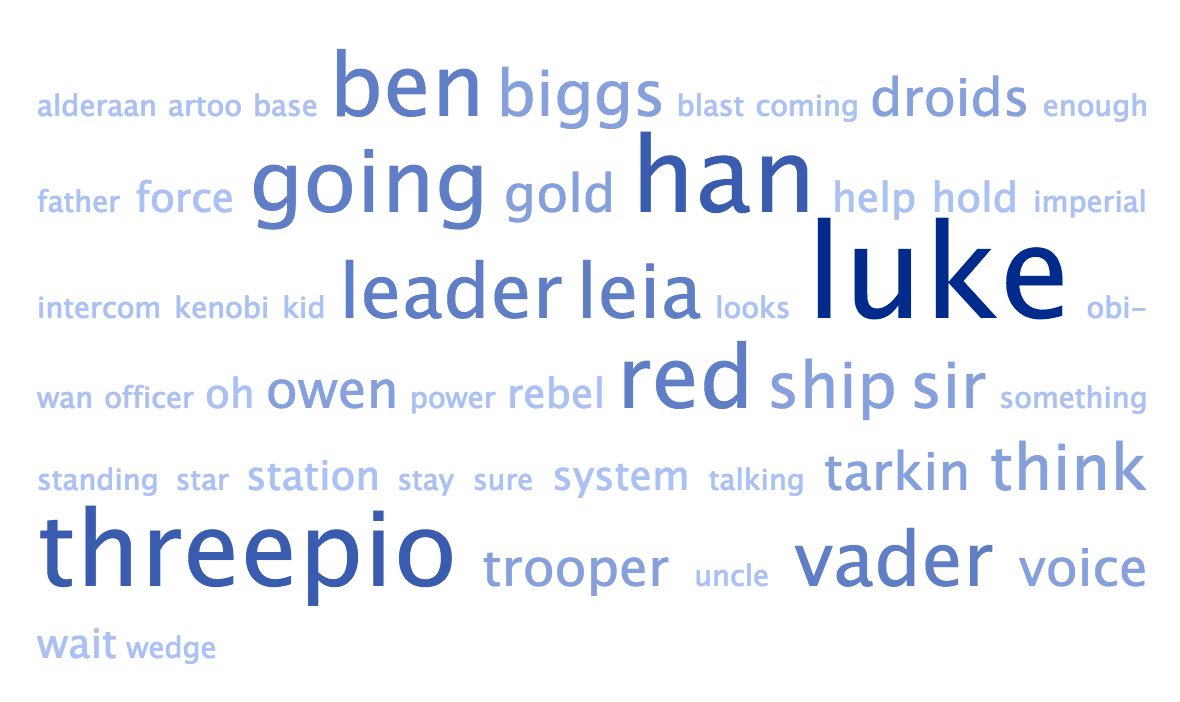 alderaan artoo base ben biggs blast coming droids enough
father force going gold han help hold imperial
intercom kenobi kid leader leia looks luke obi-
wan officer oh owen power rebel red ship sir something
standing star station stay sure system talking tarkin think
threepio trooper uncle vader voice
wait wedge